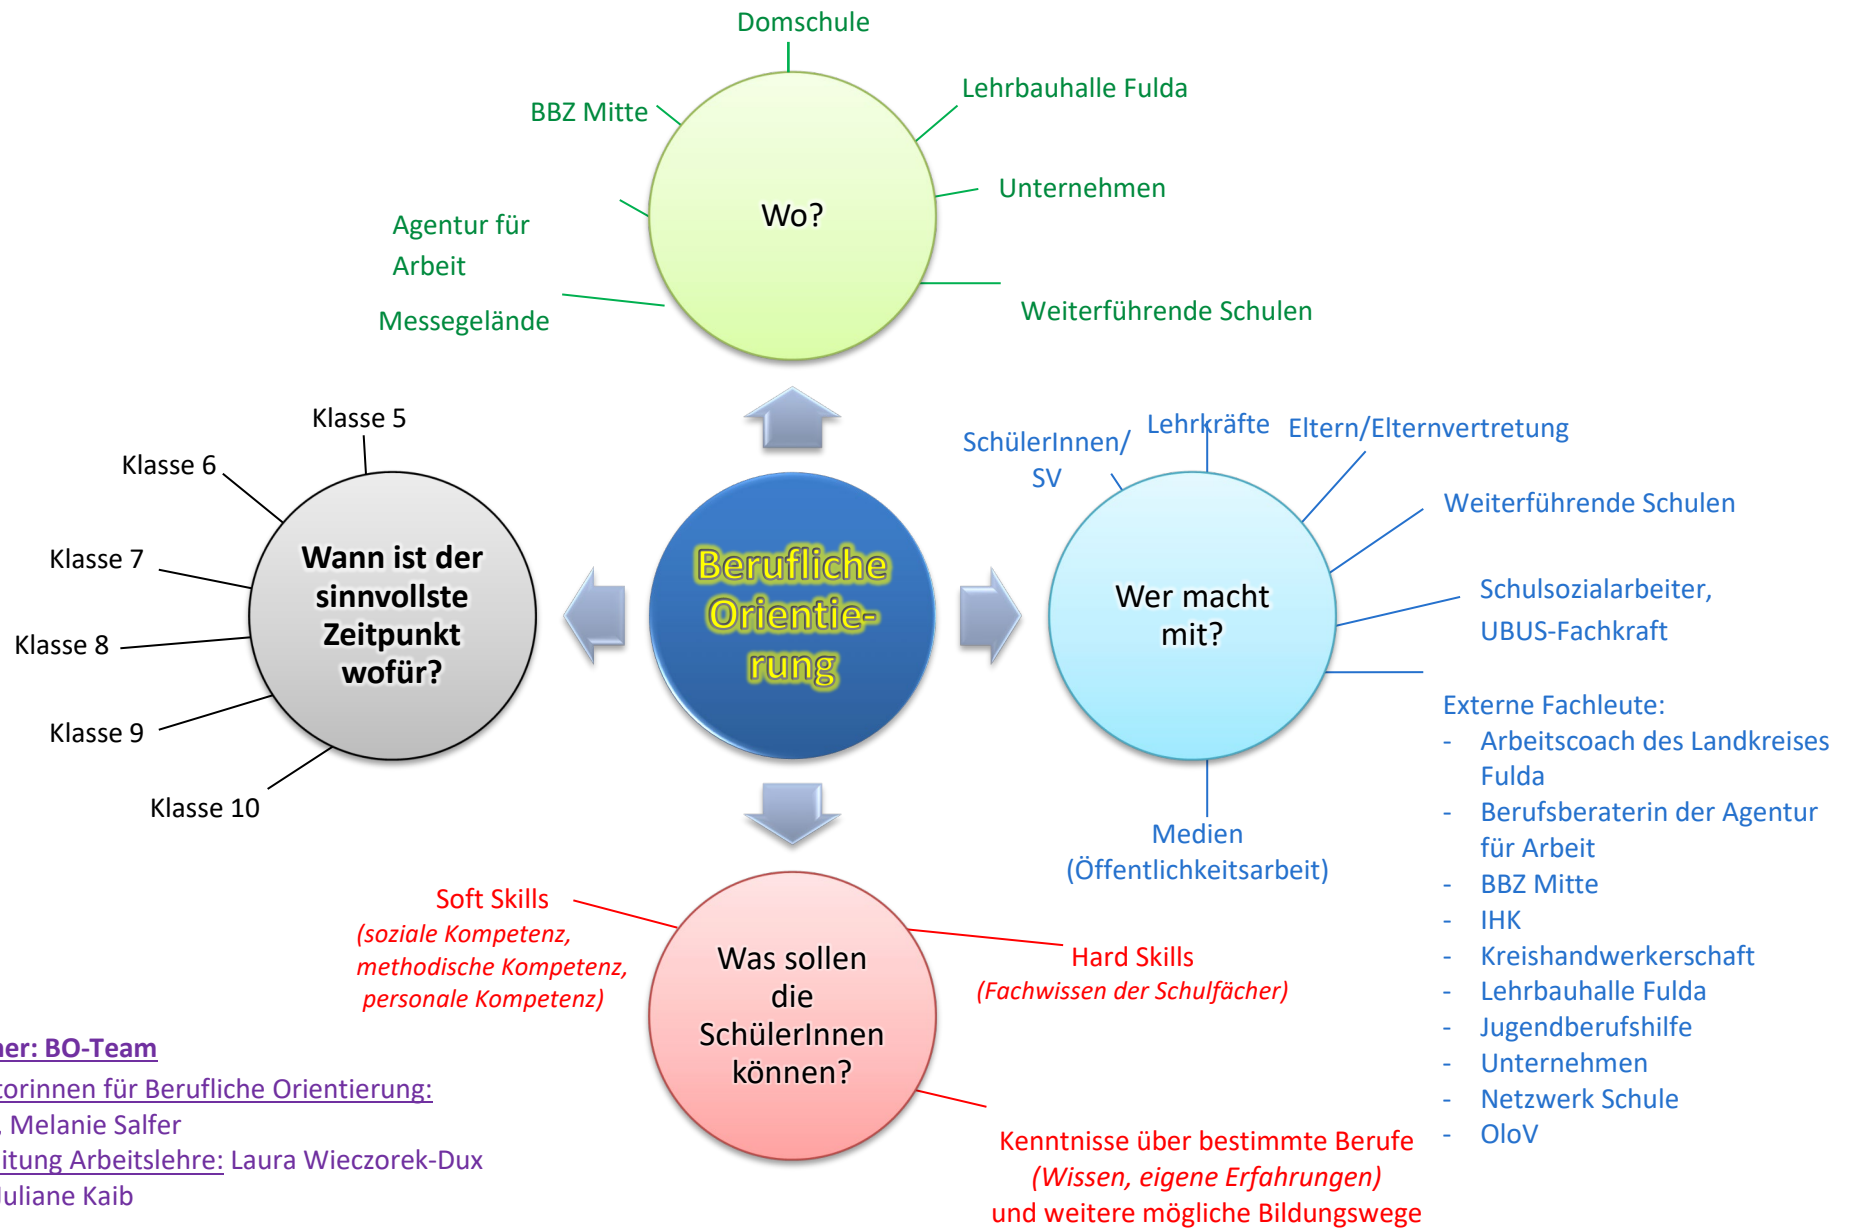 Domschule
Lehrbauhalle Fulda
BBZ Mitte
Unternehmen
Wo?
Agentur für
Arbeit
Messegelände
Weiterführende Schulen
Klasse 5
Klasse 6
Klasse 7
Klasse 8
Klasse 9
Klasse 10
Wann ist der
sinnvollste
Zeitpunkt
wofür?
Berufliche
Orientie-
rung
SchülerInnen/
SV
Lehrkräfte
Eltern/Elternvertretung
Weiterführende Schulen
Wer macht
mit?
Schulsozialarbeiter,
UBUS-Fachkraft
Externe Fachleute:
- Arbeitscoach des Landkreises
Fulda
- Berufsberaterin der Agentur
für Arbeit
- BBZ Mitte
- IHK
- Kreishandwerkerschaft
- Lehrbauhalle Fulda
- Jugendberufshilfe
- Unternehmen
- Netzwerk Schule
- OloV
Medien
(Öffentlichkeitsarbeit)
Soft Skills
(soziale Kompetenz,
methodische Kompetenz,
personale Kompetenz)
Was sollen
die
SchülerInnen
können?
Hard Skills
(Fachwissen der Schulfächer)
Kenntnisse über bestimmte Berufe
(Wissen, eigene Erfahrungen)
und weitere mögliche Bildungswege
ner: BO-Team
torinnen für Berufliche Orientierung:
, Melanie Salfer
itung Arbeitslehre: Laura Wieczorek-Dux
Juliane Kaib